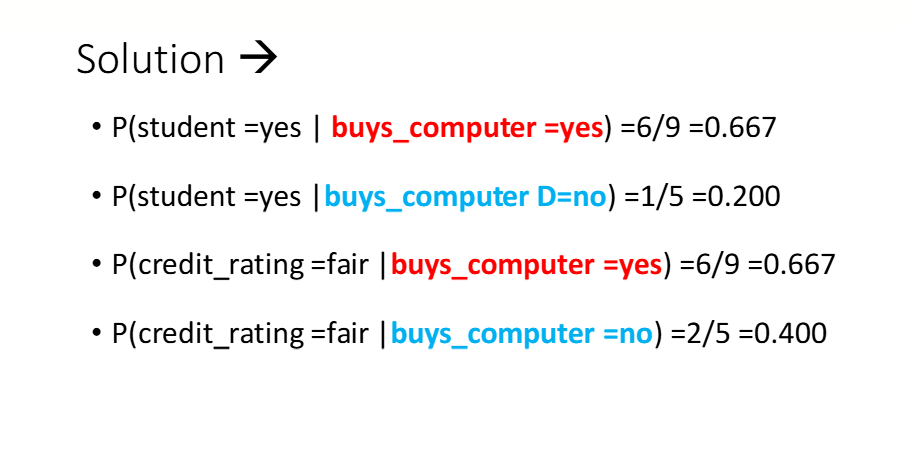 Solution →
• P(student =yes | buys_computer =yes) =6/9 =0.667
• P(student =yes |buys_computer D=no) =1/5 =0.200
• P(credit_rating =fair |buys_computer =yes) =6/9 =0.667
• P(credit_rating =fair |buys_computer =no) =2/5 =0.400